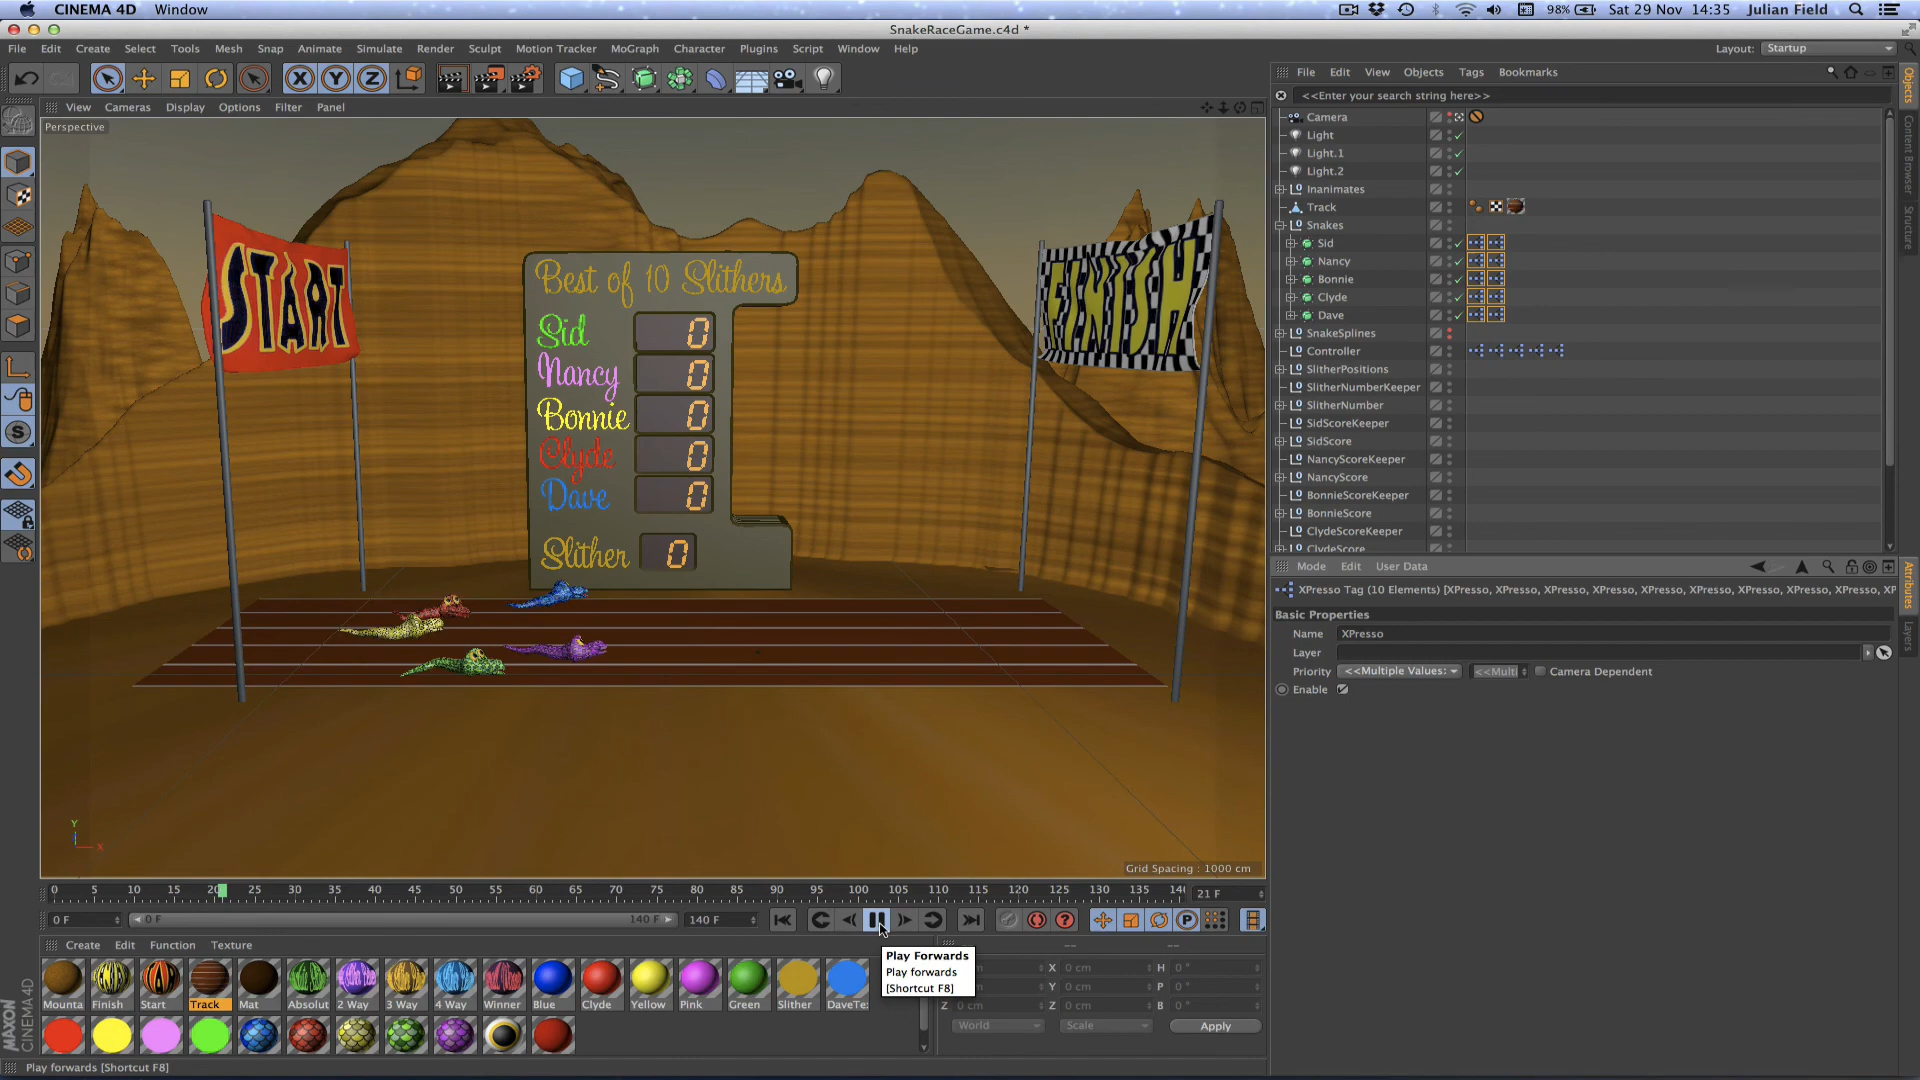 CINEMA 4D Window
98% Sat 29 Nov 14:35 Julian Field
SnakeRaceGame.c4d *
File Edit Create Select Tools Mesh Snap Animate Simulate Render Sculpt Motion Tracker MoGraph Character Plugins Script Window Help
Layout: Startup
X Y Z
File Edit View Objects Tags Bookmarks
<<Enter your search string here>>
View Cameras Display Options Filter Panel
Perspective
START
FINISH
Best of 10 Slithers
Sid 0
Nancy 0
Bonnie 0
Clyde 0
Dave 0
Slither 0
Y
X
Grid Spacing : 1000 cm
Camera
Light
Light.1
Light.2
Inanimates
Track
Snakes
Sid
Nancy
Bonnie
Clyde
Dave
SnakeSplines
Controller
SlitherPositions
SlitherNumberKeeper
SlitherNumber
SidScoreKeeper
SidScore
NancyScoreKeeper
NancyScore
BonnieScoreKeeper
BonnieScore
ClydeScoreKeeper
ClydeScore
Objects
Content Browser
Structure
Mode Edit User Data
XPresso Tag (10 Elements) [XPresso, XPresso, XPresso, XPresso, XPresso, XPresso, XPresso, XPresso, XPresso, XP
Basic Properties
Name XPresso
Layer
Priority <<Multiple Values: <<Multi Camera Dependent
Enable
Attributes
Layers
0 5 10 15 20 25 30 35 40 45 50 55 60 65 70 75 80 85 90 95 100 105 110 115 120 125 130 135 14
21 F
0 F 0 F 140 F 140 F
Create Edit Function Texture
Mounta Finish Start Track Mat Absolut 2 Way 3 Way 4 Way Winner Blue Clyde Yellow Pink Green Slither DaveTe:
Play Forwards
Play forwards
[Shortcut F8]
X 0 cm H 0 °
Y 0 cm P 0 °
Z 0 cm Z 0 cm B 0 °
World Scale Apply
MAXON
CINEMA 4D
Play forwards [Shortcut F8]